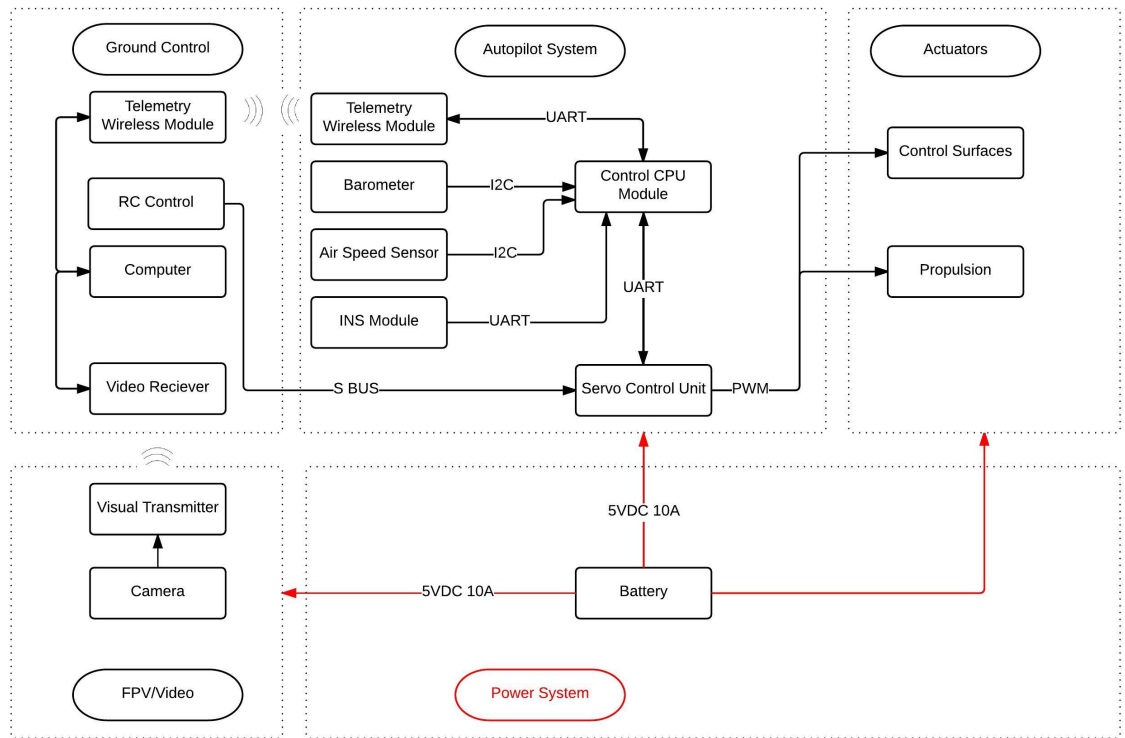 Ground Control
Autopilot System
Actuators
Telemetry
Wireless Module
Telemetry
Wireless Module
UART
Control Surfaces
Barometer
I2C
Control CPU
Module
RC Control
Air Speed Sensor
I2C
Computer
Propulsion
UART
INS Module
UART
Video Reciever
S BUS
Servo Control Unit
PWM
Visual Transmitter
5VDC 10A
Camera
5VDC 10A
Battery
FPV/Video
Power System